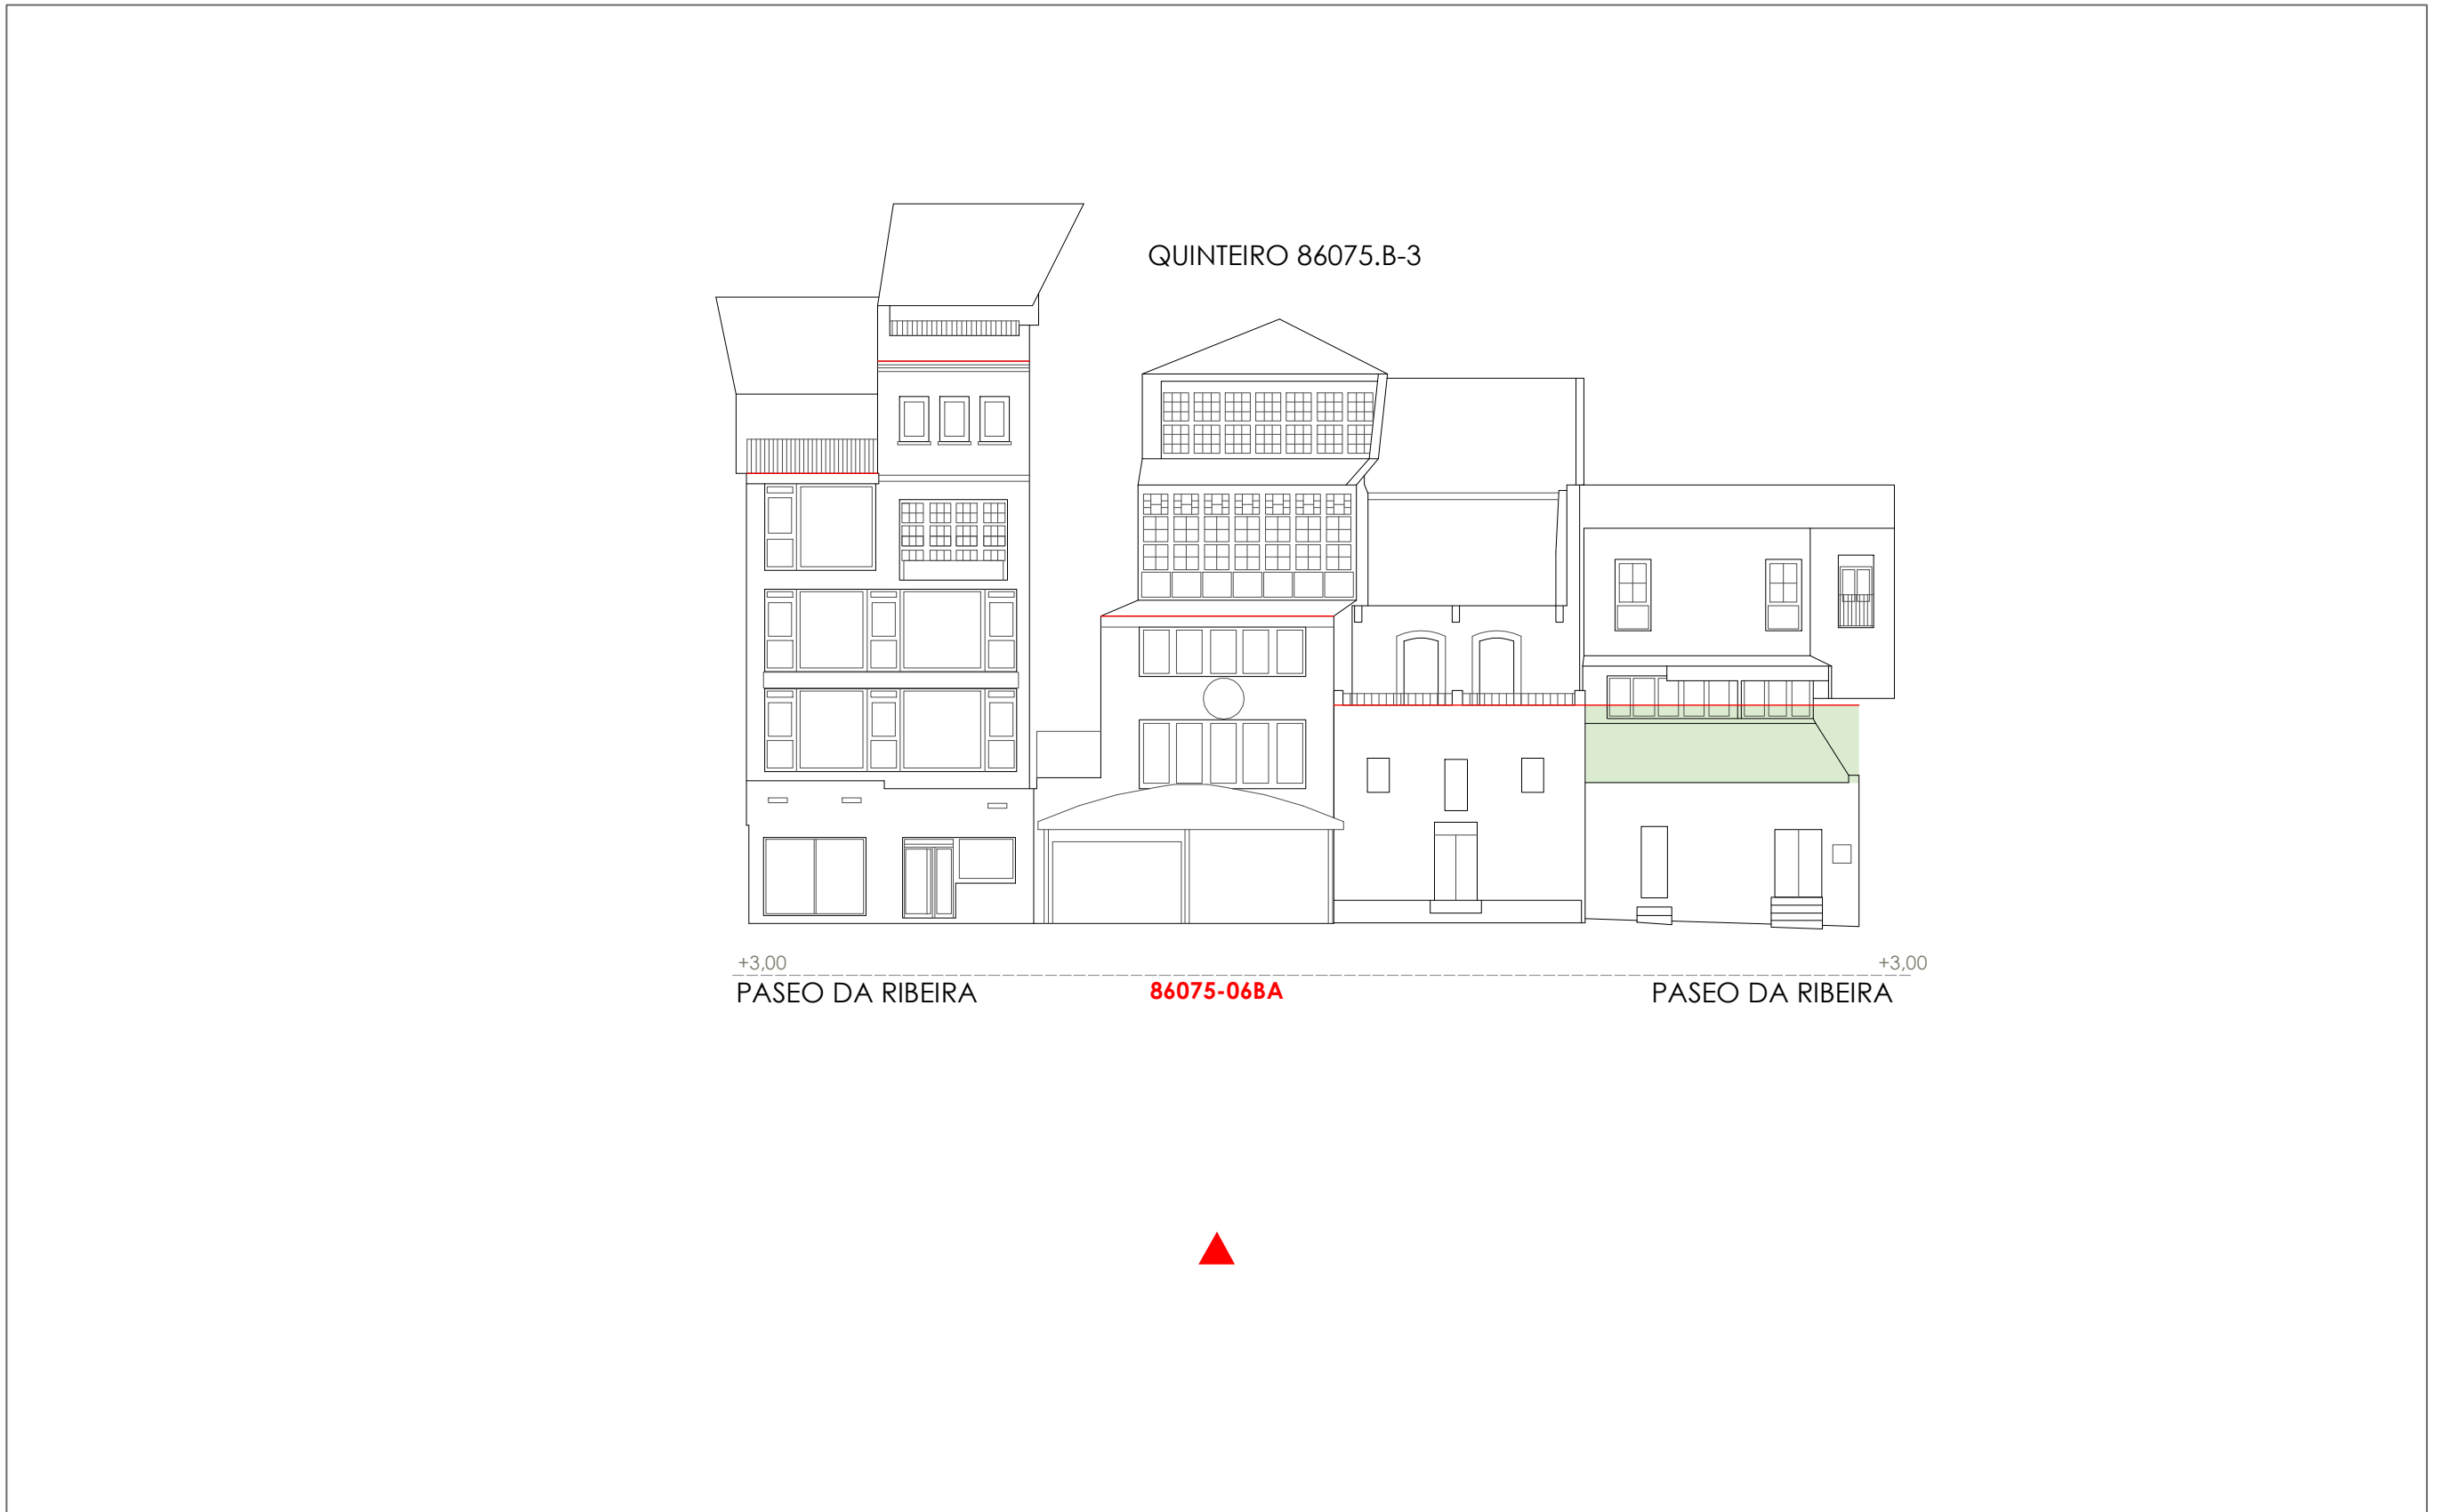 QUINTEIRO 86075.B-3
+3,00 +3,00
PASEO DA RIBEIRA 86075-06BA PASEO DA RIBEIRA